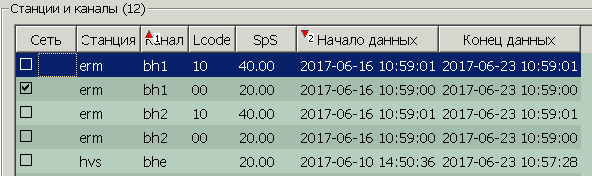 Станции и каналы (12)
Сеть Станция Канал 1 Lcode SpS 2 Начало данных Конец данных
erm bh1 10 40.00 2017-06-16 10:59:01 2017-06-23 10:59:01
erm bh1 00 20.00 2017-06-16 10:59:00 2017-06-23 10:59:00
erm bh2 10 40.00 2017-06-16 10:59:01 2017-06-23 10:59:01
erm bh2 00 20.00 2017-06-16 10:59:00 2017-06-23 10:59:00
hvs bhe 20.00 2017-06-10 14:50:36 2017-06-23 10:57:28